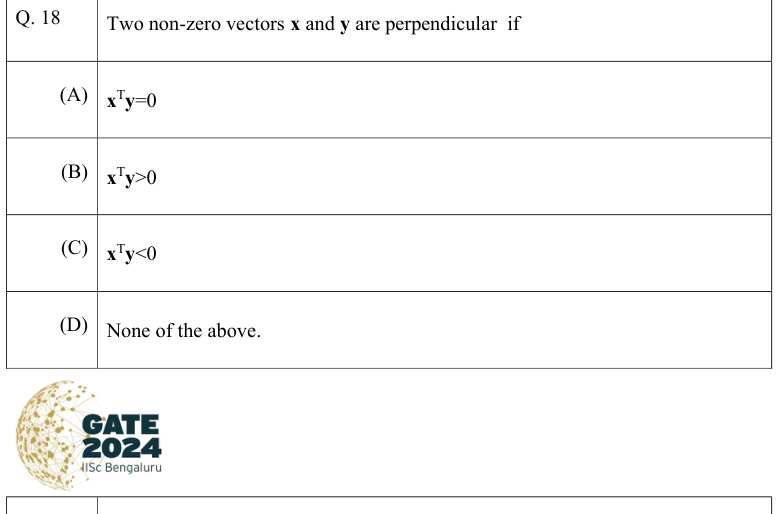 Q. 18 Two non-zero vectors x and y are perpendicular if
(A) xᵀy=0
(B) xᵀy>0
(C) xᵀy<0
(D) None of the above.
GATE
2024
IISc Bengaluru